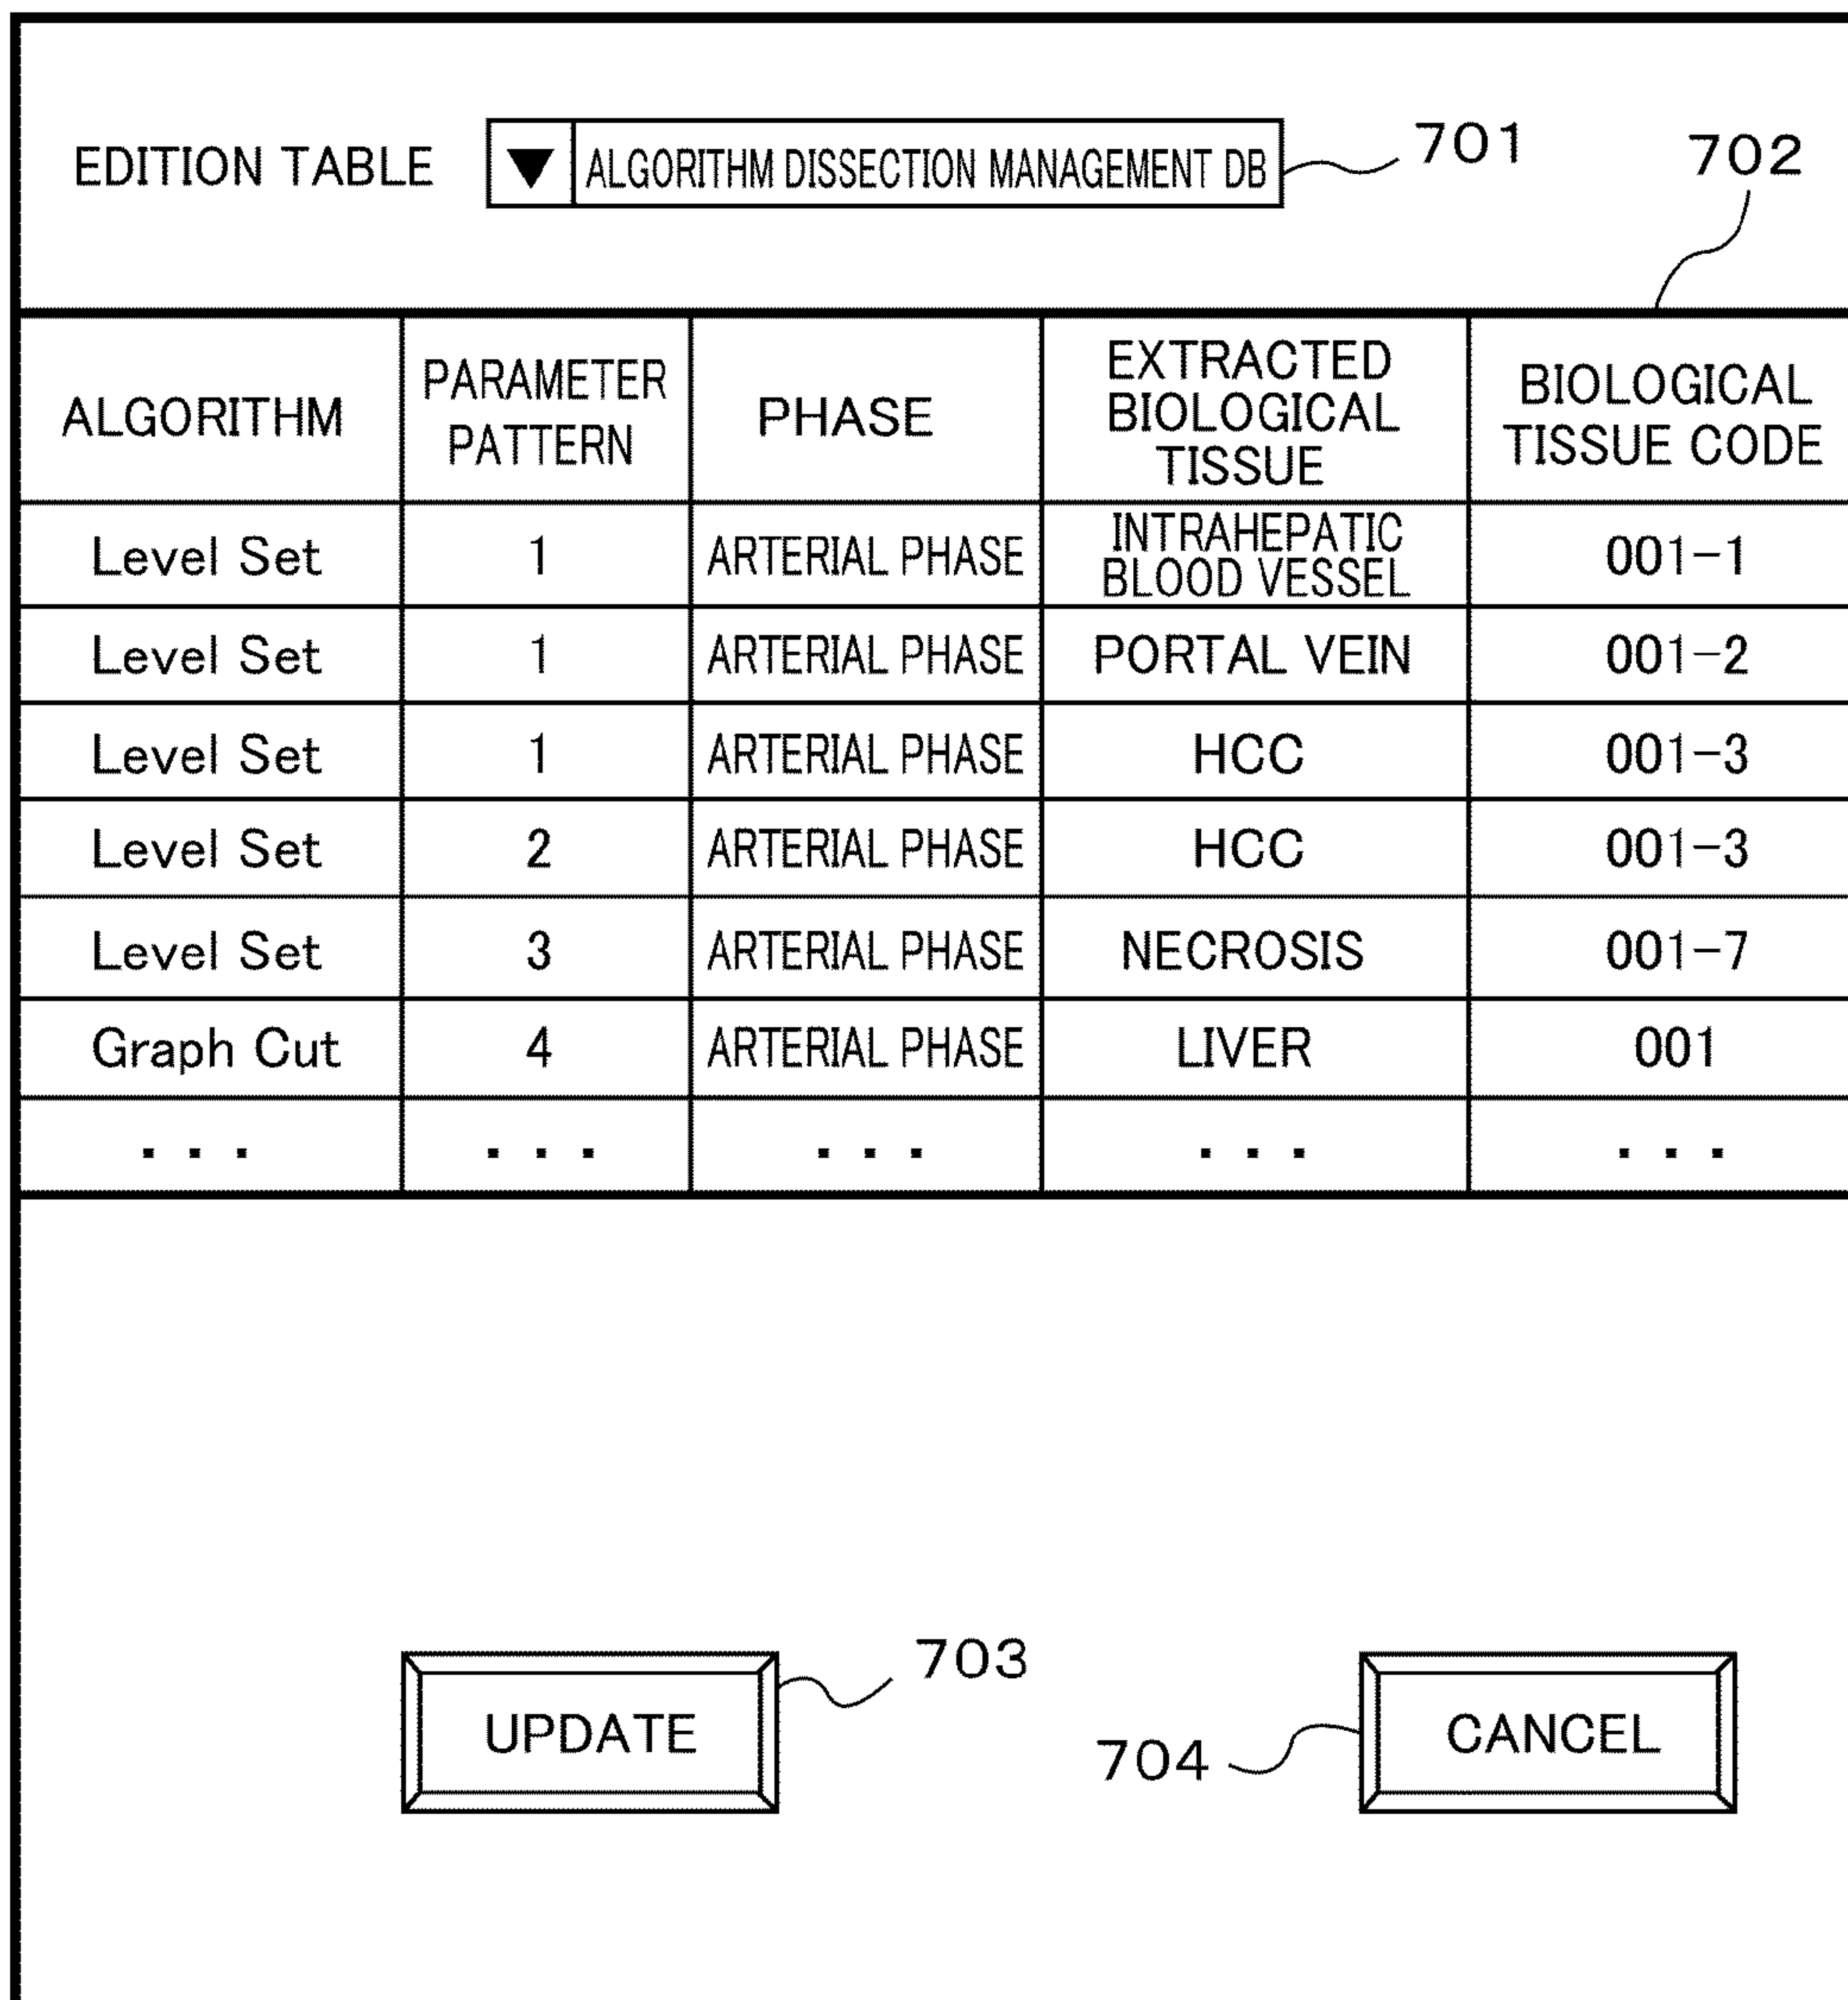 EDITION TABLE ▼ ALGORITHM DISSECTION MANAGEMENT DB 701 702
ALGORITHM PARAMETER PATTERN PHASE EXTRACTED BIOLOGICAL TISSUE BIOLOGICAL TISSUE CODE
Level Set 1 ARTERIAL PHASE INTRAHEPATIC BLOOD VESSEL 001-1
Level Set 1 ARTERIAL PHASE PORTAL VEIN 001-2
Level Set 1 ARTERIAL PHASE HCC 001-3
Level Set 2 ARTERIAL PHASE HCC 001-3
Level Set 3 ARTERIAL PHASE NECROSIS 001-7
Graph Cut 4 ARTERIAL PHASE LIVER 001
... ... ... ... ...
UPDATE 703 704 CANCEL